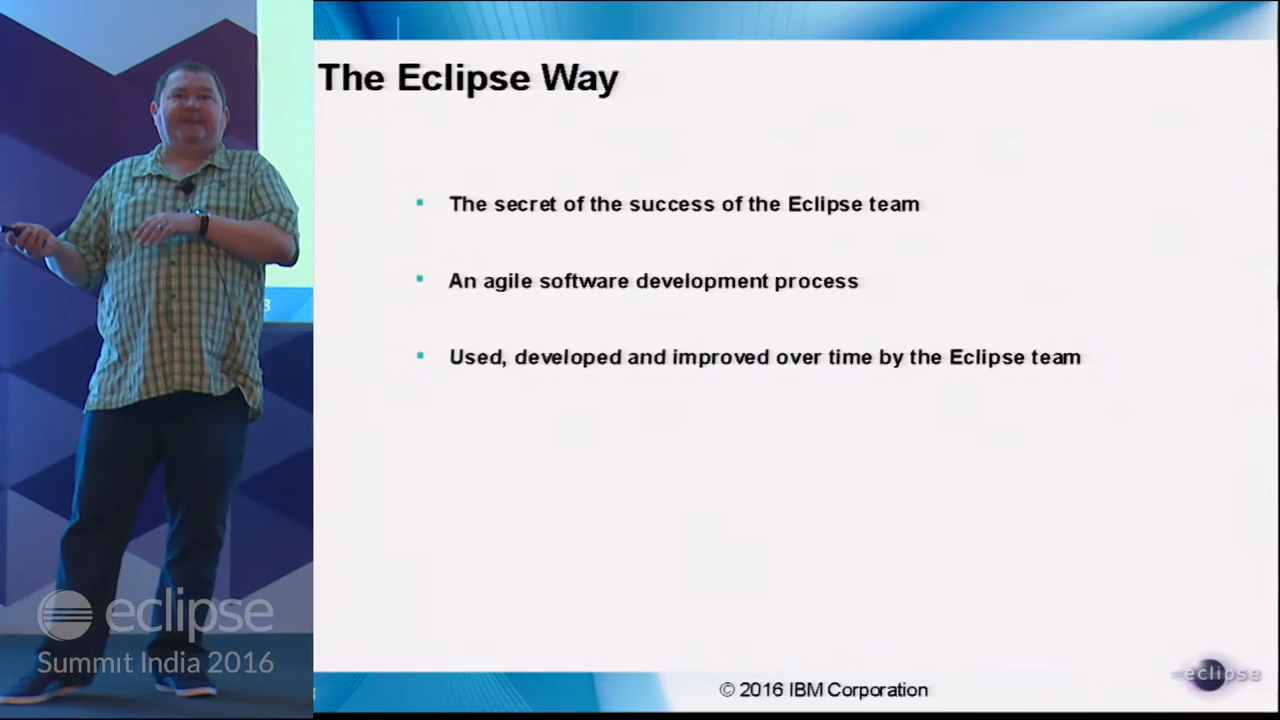 The Eclipse Way
The secret of the success of the Eclipse team
An agile software development process
Used, developed and improved over time by the Eclipse team
eclipse
Summit India 2016
© 2016 IBM Corporation
eclipse